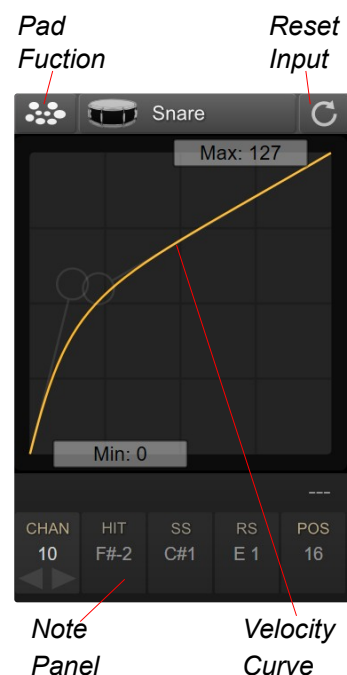 Pad Reset
Fuction Input
Snare
Max: 127
Min: 0
---
CHAN HIT SS RS POS
10 F#-2 C#1 E 1 16
Note Velocity
Panel Curve